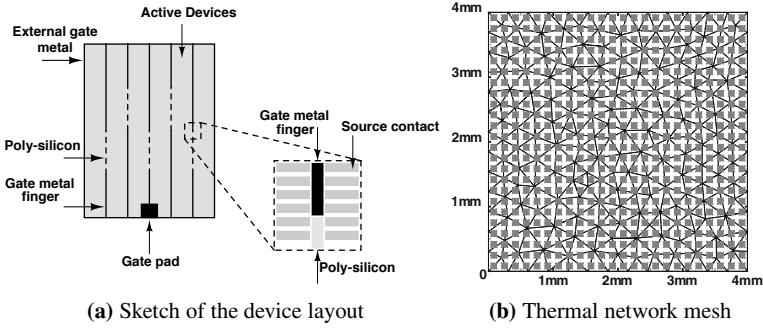 Active Devices
External gate
metal
Poly-silicon
Gate metal
finger
Gate pad
Gate metal
finger
Source contact
Poly-silicon
(a) Sketch of the device layout
4mm
3mm
2mm
1mm
0
1mm 2mm 3mm 4mm
(b) Thermal network mesh